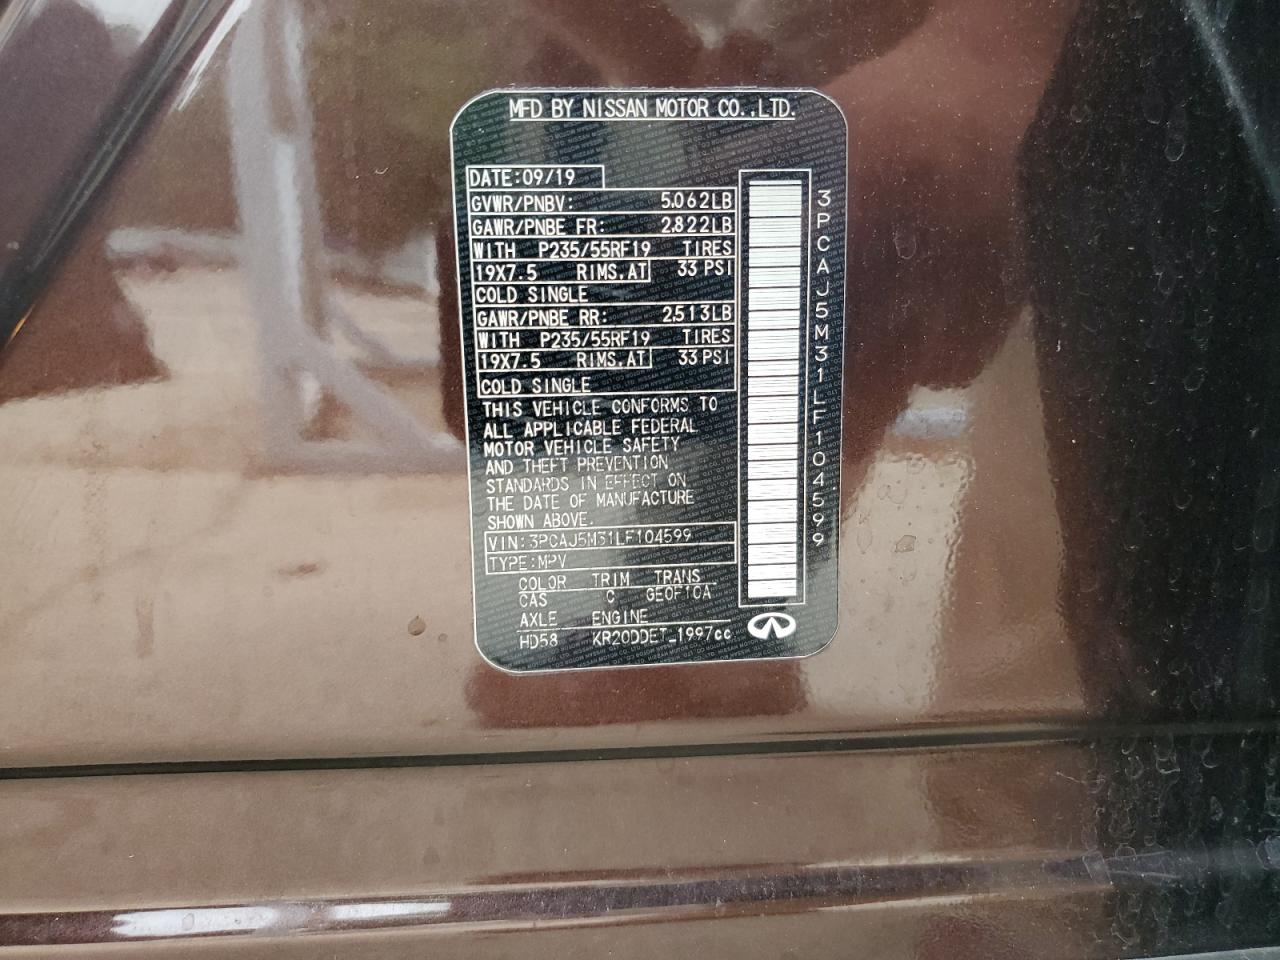 MFD BY NISSAN MOTOR CO.,LTD.
DATE:09/19
GVWR/PNBV: 5.062LB
GAWR/PNBE FR: 2.822LB
WITH P235/55RF19 TIRES
19X7.5 RIMS.AT 33 PSI
COLD SINGLE
GAWR/PNBE RR: 2.513LB
WITH P235/55RF19 TIRES
19X7.5 RIMS.AT 33 PSI
COLD SINGLE
THIS VEHICLE CONFORMS TO
ALL APPLICABLE FEDERAL
MOTOR VEHICLE SAFETY
AND THEFT PREVENTION
STANDARDS IN EFFECT ON
THE DATE OF MANUFACTURE
SHOWN ABOVE.
VIN:3PCAJ5M31LF104599
TYPE:MPV
COLOR TRIM TRANS
CAS C GE0F10A
AXLE ENGINE
HD58 KR20DDET 1997cc
3PCAJ5M31LF104599